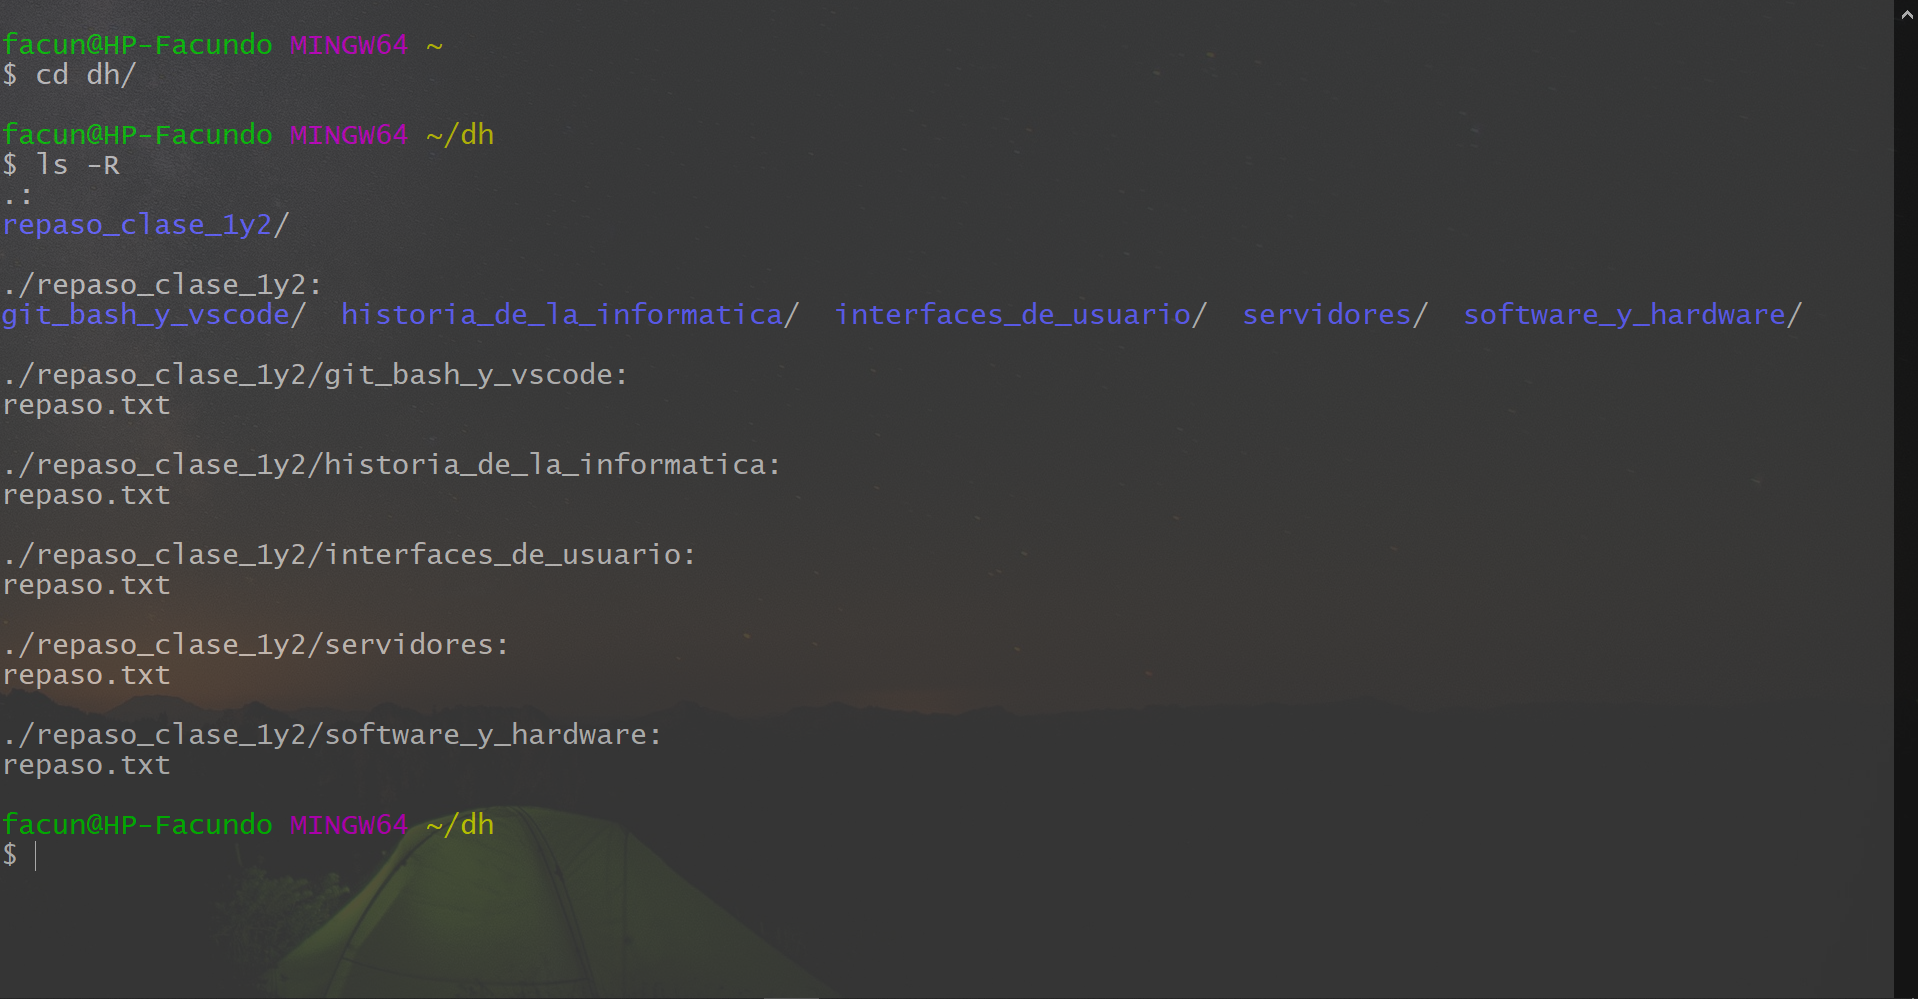 facun@HP-Facundo MINGW64 ~
$ cd dh/
facun@HP-Facundo MINGW64 ~/dh
$ ls -R
.:
repaso_clase_1y2/
./repaso_clase_1y2:
git_bash_y_vscode/  historia_de_la_informatica/  interfaces_de_usuario/  servidores/  software_y_hardware/
./repaso_clase_1y2/git_bash_y_vscode:
repaso.txt
./repaso_clase_1y2/historia_de_la_informatica:
repaso.txt
./repaso_clase_1y2/interfaces_de_usuario:
repaso.txt
./repaso_clase_1y2/servidores:
repaso.txt
./repaso_clase_1y2/software_y_hardware:
repaso.txt
facun@HP-Facundo MINGW64 ~/dh
$